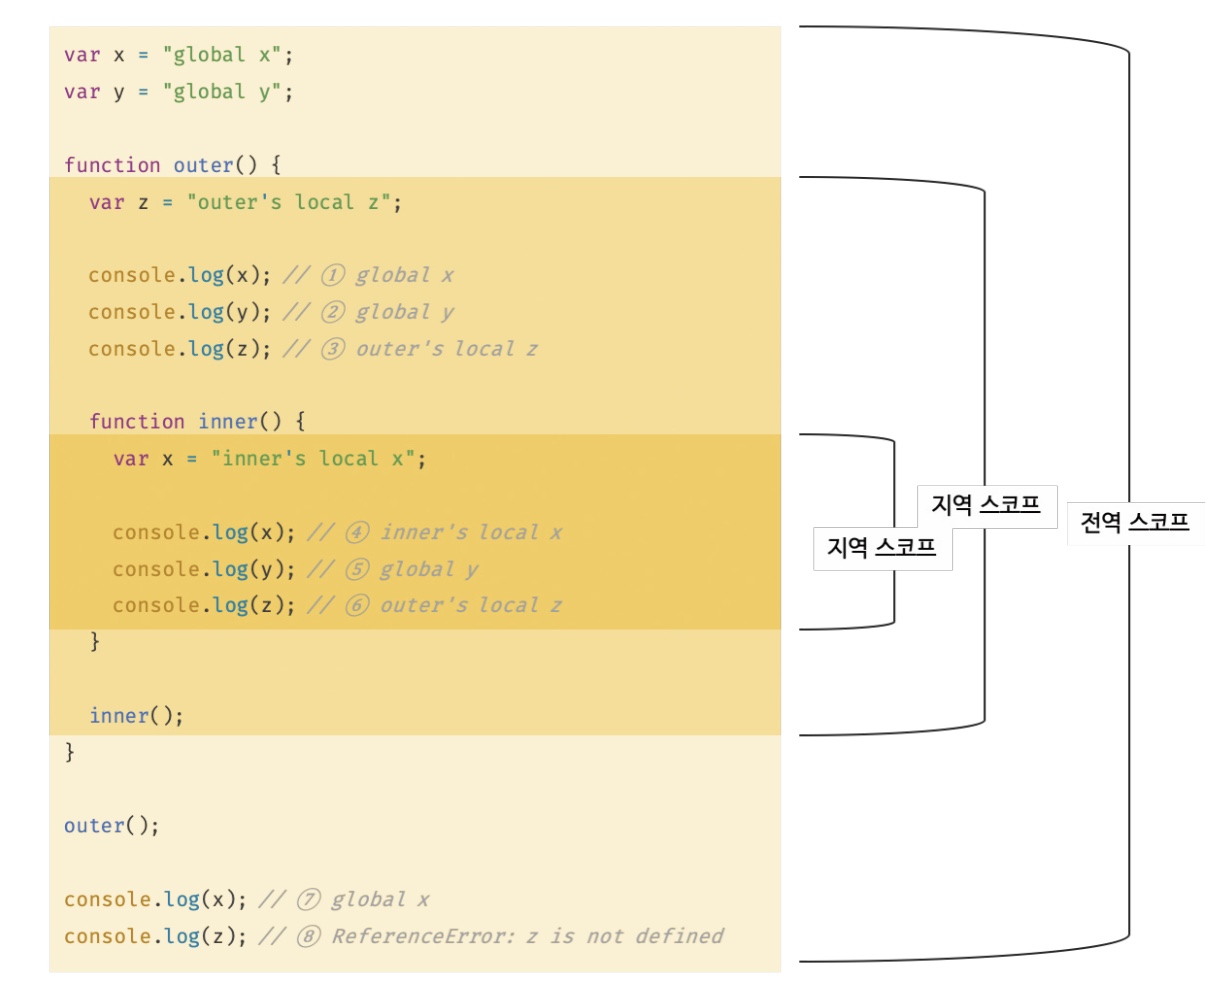 var x = "global x";
var y = "global y";
function outer() {
var z = "outer's local z";
console.log(x); // ① global x
console.log(y); // ② global y
console.log(z); // ③ outer's local z
function inner() {
var x = "inner's local x";
console.log(x); // ④ inner's local x
console.log(y); // ⑤ global y
console.log(z); // ⑥ outer's local z
}
inner();
}
outer();
console.log(x); // ⑦ global x
console.log(z); // ⑧ ReferenceError: z is not defined
지역 스코프
지역 스코프
전역 스코프